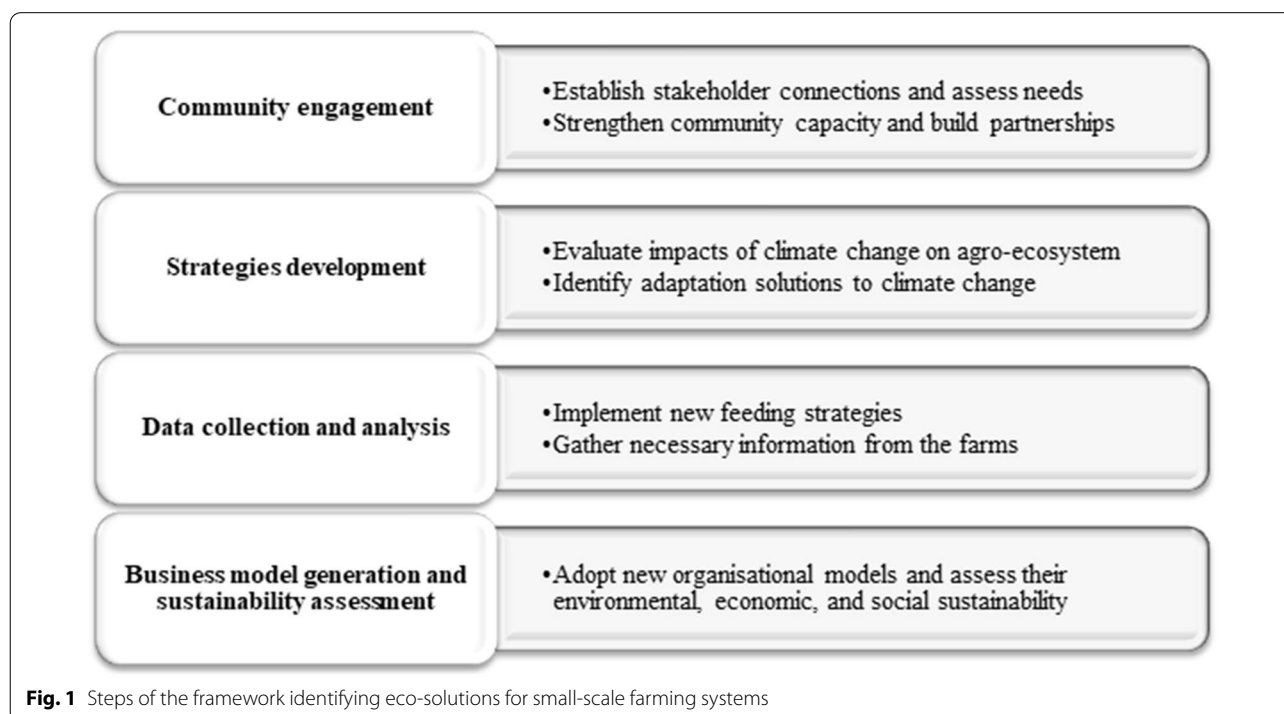 Community engagement
•Establish stakeholder connections and assess needs
•Strengthen community capacity and build partnerships
Strategies development
•Evaluate impacts of climate change on agro-ecosystem
•Identify adaptation solutions to climate change
Data collection and analysis
•Implement new feeding strategies
•Gather necessary information from the farms
Business model generation and
sustainability assessment
•Adopt new organisational models and assess their
environmental, economic, and social sustainability
Fig. 1 Steps of the framework identifying eco-solutions for small-scale farming systems